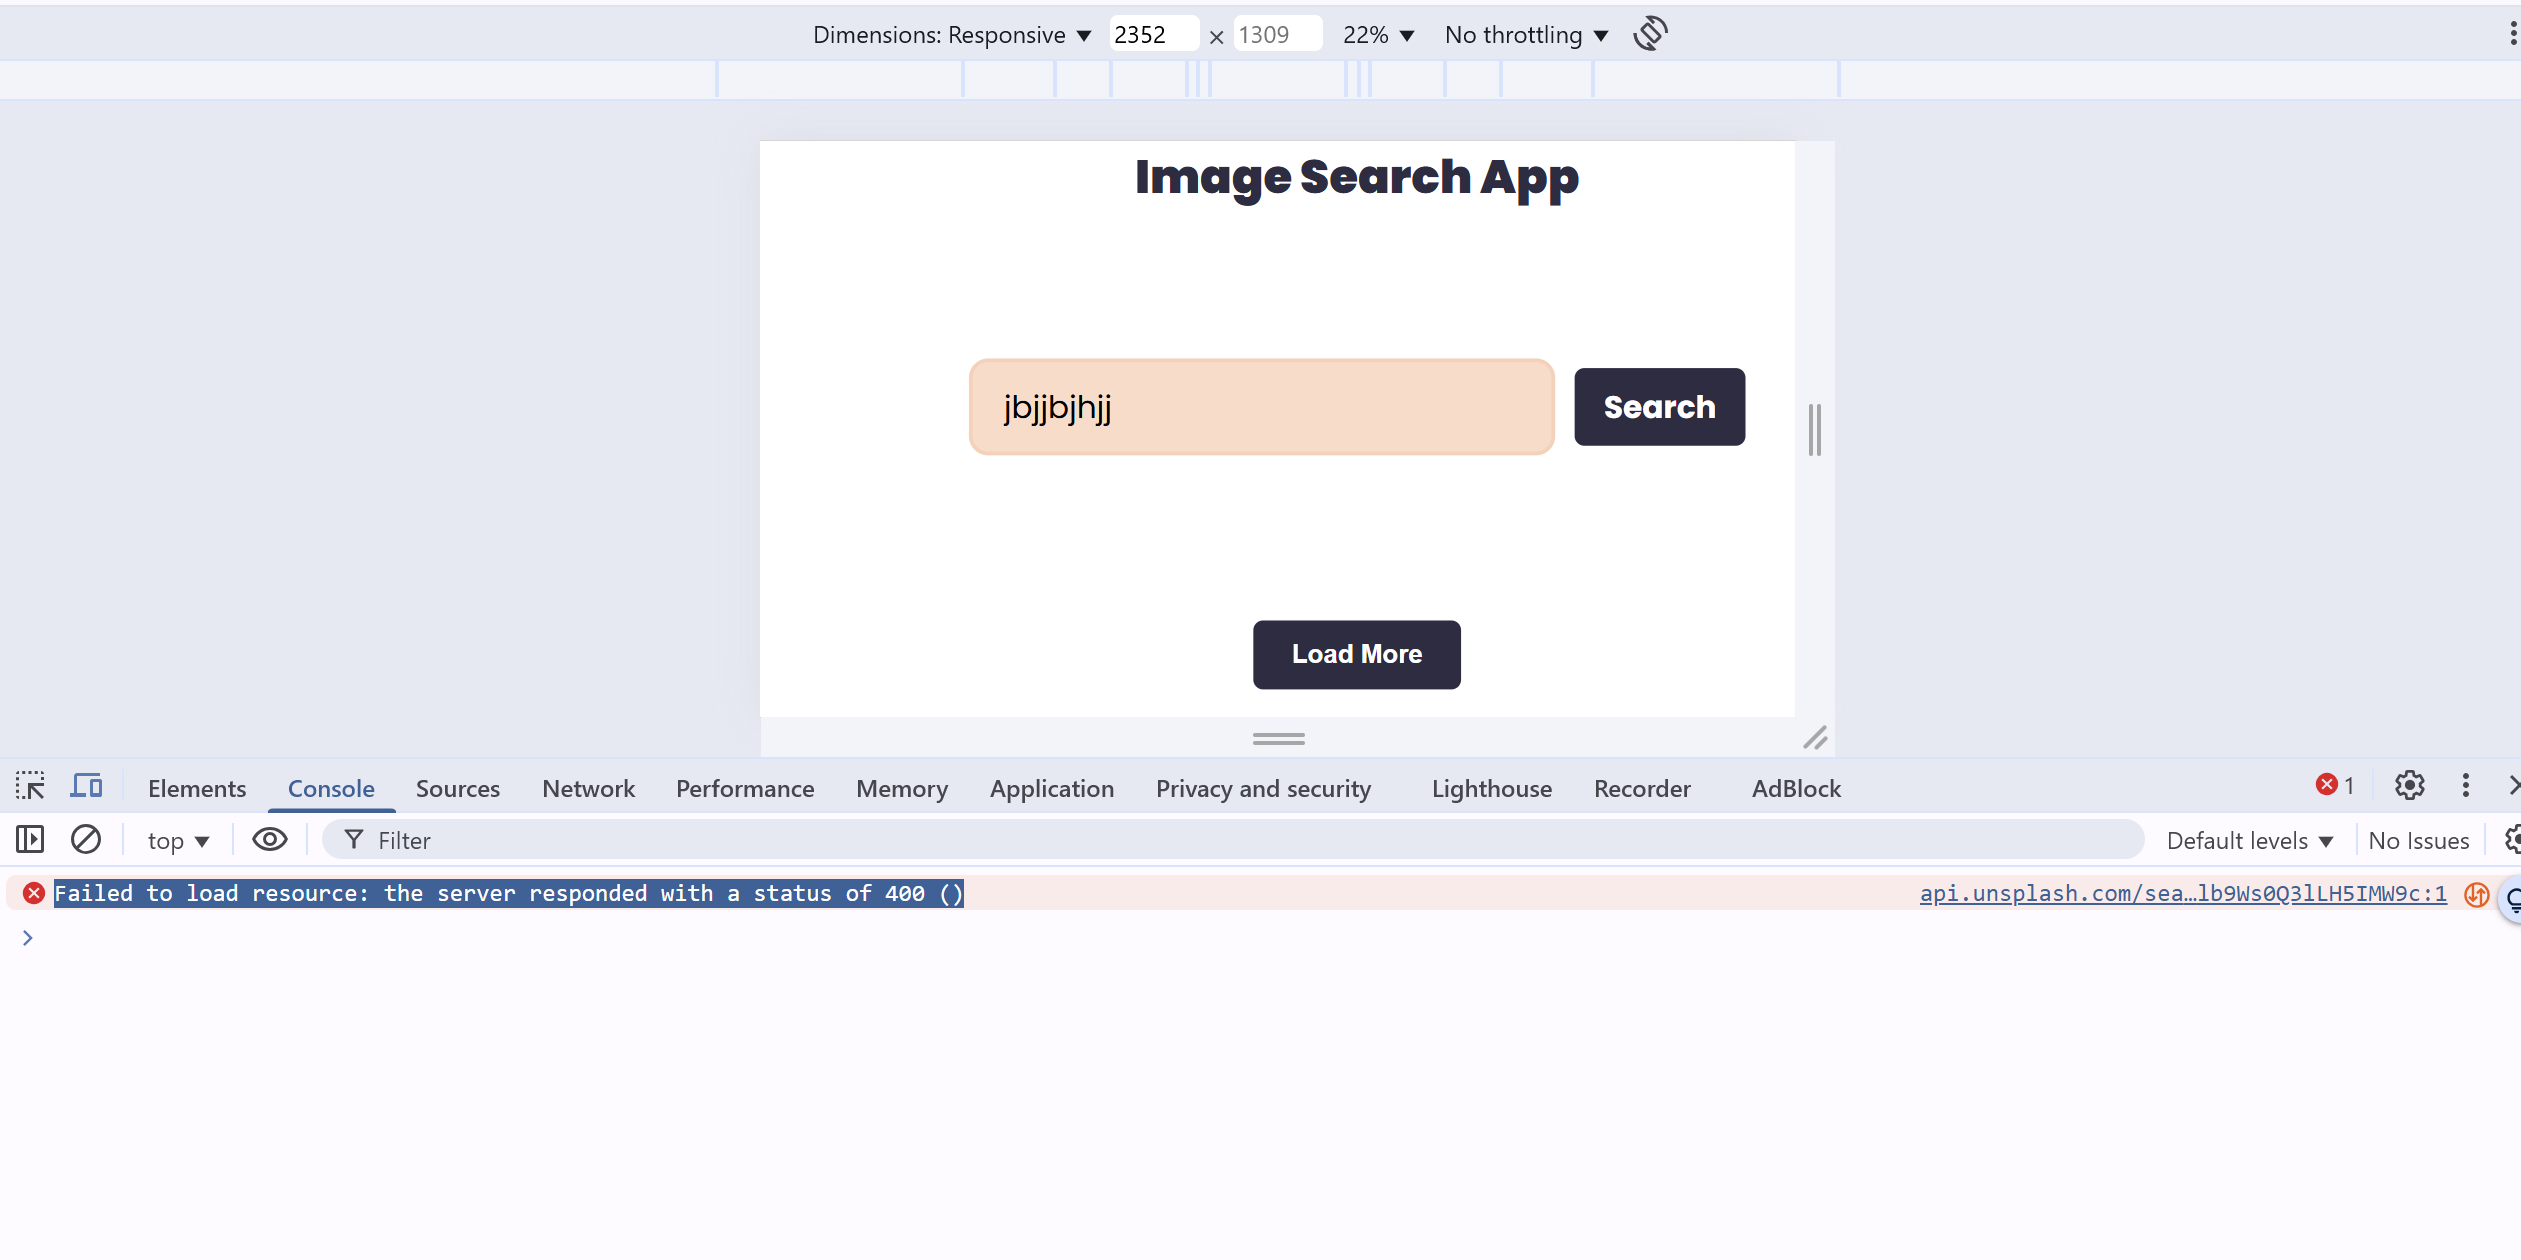 Dimensions: Responsive 2352 × 1309 22% No throttling
Image Search App
jbjjbjhjj
Search
Load More
Elements Console Sources Network Performance Memory Application Privacy and security Lighthouse Recorder AdBlock 1
top Filter Default levels No Issues
Failed to load resource: the server responded with a status of 400 () api.unsplash.com/sea…lb9Ws0Q3lLH5IMW9c:1